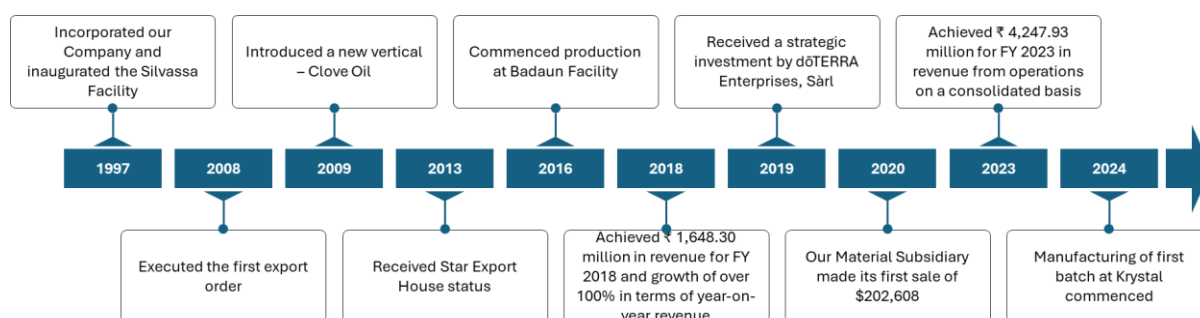 Incorporated our
Company and
inaugurated the Silvassa
Facility
Introduced a new vertical
– Clove Oil
Commenced production
at Badaun Facility
Received a strategic
investment by dōTERRA
Enterprises, Sàrl
Achieved ₹ 4,247.93
million for FY 2023 in
revenue from operations
on a consolidated basis
1997
2008
2009
2013
2016
2018
2019
2020
2023
2024
Executed the first export
order
Received Star Export
House status
Achieved ₹ 1,648.30
million in revenue for FY
2018 and growth of over
100% in terms of year-on-
year revenue
Our Material Subsidiary
made its first sale of
$202,608
Manufacturing of first
batch at Krystal
commenced